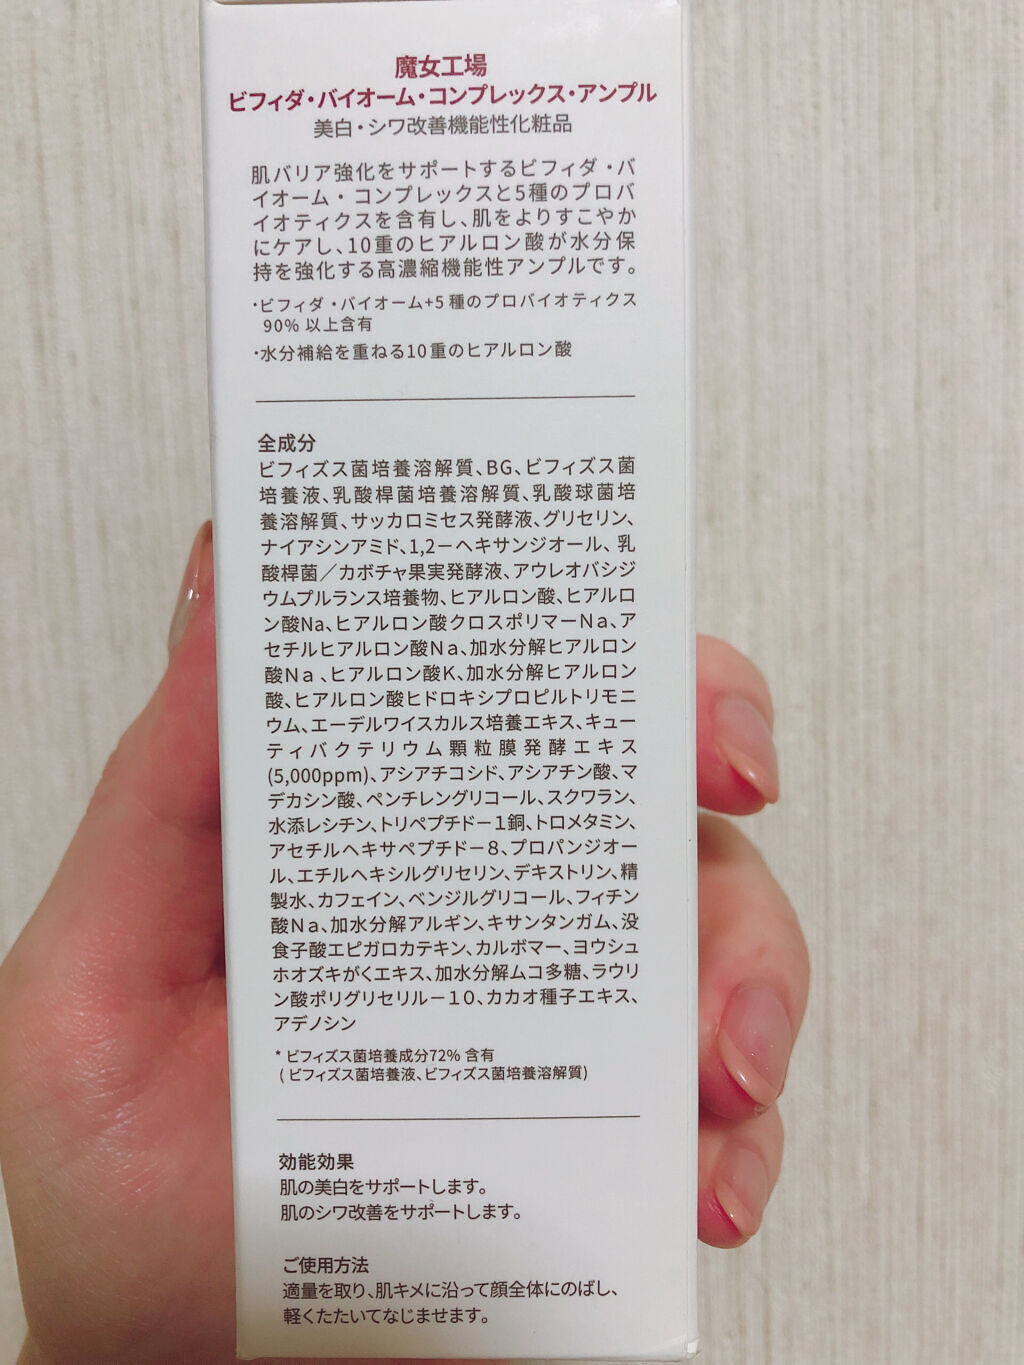 魔女工場
ビフィダ・バイオーム・コンプレックス・アンプル
美白・シワ改善機能性化粧品
肌バリア強化をサポートするビフィダ・バ
イオーム・コンプレックスと5種のプロバ
イオティクスを含有し、肌をよりすこやか
にケアし、10重のヒアルロン酸が水分保
持を強化する高濃縮機能性アンプルです。
・ビフィダ・バイオーム+5種のプロバイオティクス
90% 以上含有
・水分補給を重ねる10重のヒアルロン酸
全成分
ビフィズス菌培養溶解質、BG、ビフィズス菌
培養液、乳酸桿菌培養溶解質、乳酸球菌培
養溶解質、サッカロミセス発酵液、グリセリン、
ナイアシンアミド、1,2－ヘキサンジオール、乳
酸桿菌／カボチャ果実発酵液、アウレオバシジ
ウムプルランス培養物、ヒアルロン酸、ヒアルロ
ン酸Na、ヒアルロン酸クロスポリマーＮａ、ア
セチルヒアルロン酸Ｎａ、加水分解ヒアルロン
酸Ｎａ、ヒアルロン酸K、加水分解ヒアルロン
酸、ヒアルロン酸ヒドロキシプロピルトリモニ
ウム、エーデルワイスカルス培養エキス、キュー
ティバクテリウム顆粒膜発酵エキス
(5,000ppm)、アシアチコシド、アシアチン酸、マ
デカシン酸、ペンチレングリコール、スクワラン、
水添レシチン、トリペプチド－１銅、トロメタミン、
アセチルヘキサペプチド－８、プロパンジオー
ル、エチルヘキシルグリセリン、デキストリン、精
製水、カフェイン、ベンジルグリコール、フィチン
酸Ｎａ、加水分解アルギン、キサンタンガム、没
食子酸エピガロカテキン、カルボマー、ヨウシュ
ホオズキがくエキス、加水分解ムコ多糖、ラウリ
ン酸ポリグリセリル－１０、カカオ種子エキス、
アデノシン
* ビフィズス菌培養成分72% 含有
( ビフィズス菌培養液、ビフィズス菌培養溶解質)
効能効果
肌の美白をサポートします。
肌のシワ改善をサポートします。
ご使用方法
適量を取り、肌キメに沿って顔全体にのばし、
軽くたたいてなじませます。